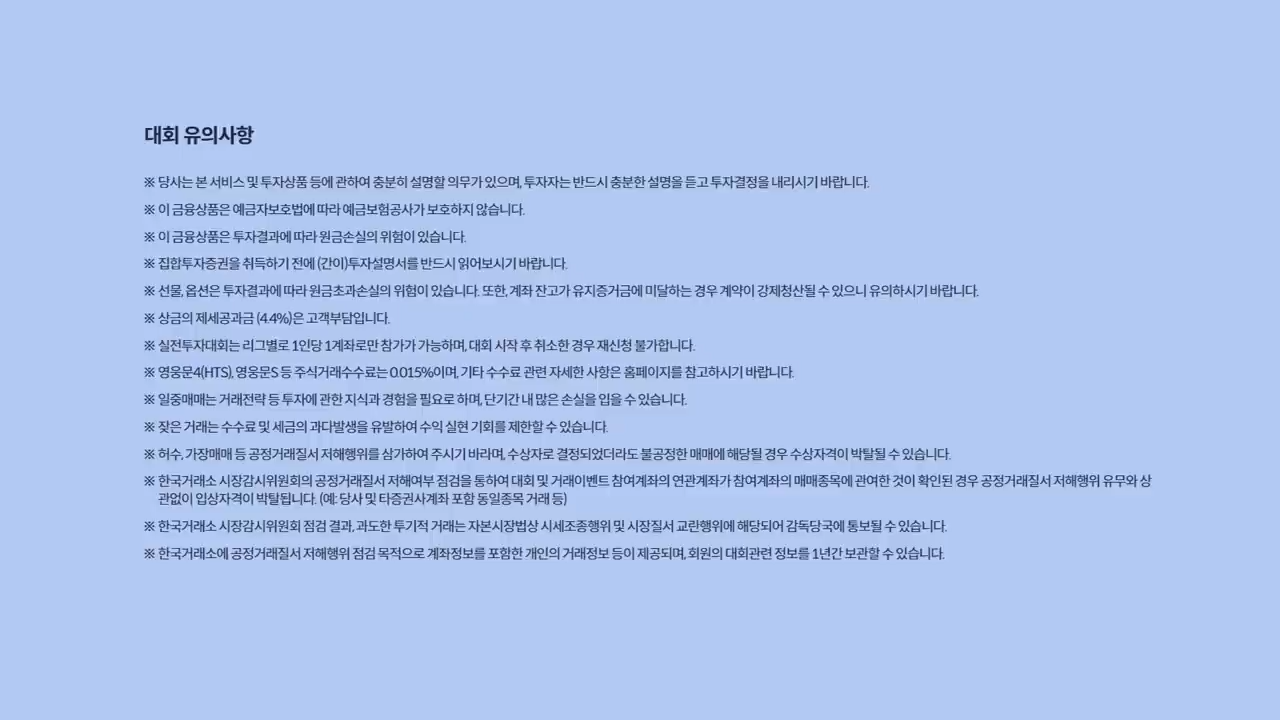 대회 유의사항
※ 당사는 본 서비스 및 투자상품 등에 관하여 충분히 설명할 의무가 있으며, 투자자는 반드시 충분한 설명을 듣고 투자결정을 내리시기 바랍니다.
※ 이 금융상품은 예금자보호법에 따라 예금보험공사가 보호하지 않습니다.
※ 이 금융상품은 투자결과에 따라 원금손실의 위험이 있습니다.
※ 집합투자증권을 취득하기 전에 (간이)투자설명서를 반드시 읽어보시기 바랍니다.
※ 선물, 옵션은 투자결과에 따라 원금초과손실의 위험이 있습니다. 또한, 계좌 잔고가 유지증거금에 미달하는 경우 계약이 강제청산될 수 있으니 유의하시기 바랍니다.
※ 상금의 제세공과금 (4.4%)은 고객부담입니다.
※ 실전투자대회는 리그별로 1인당 1계좌로만 참가가 가능하며, 대회 시작 후 취소한 경우 재신청 불가합니다.
※ 영웅문4(HTS), 영웅문S 등 주식거래수수료는 0.015%이며, 기타 수수료 관련 자세한 사항은 홈페이지를 참고하시기 바랍니다.
※ 일중매매는 거래전략 등 투자에 관한 지식과 경험을 필요로 하며, 단기간 내 많은 손실을 입을 수 있습니다.
※ 잦은 거래는 수수료 및 세금의 과다발생을 유발하여 수익 실현 기회를 제한할 수 있습니다.
※ 허수, 가장매매 등 공정거래질서 저해행위를 삼가하여 주시기 바라며, 수상자로 결정되었더라도 불공정한 매매에 해당될 경우 수상자격이 박탈될 수 있습니다.
※ 한국거래소 시장감시위원회의 공정거래질서 저해여부 점검을 통하여 대회 및 거래이벤트 참여계좌의 연관계좌가 참여계좌의 매매종목에 관여한 것이 확인된 경우 공정거래질서 저해행위 유무와 상
관없이 입상자격이 박탈됩니다. (예: 당사 및 타증권사계좌 포함 동일종목 거래 등)
※ 한국거래소 시장감시위원회 점검 결과, 과도한 투기적 거래는 자본시장법상 시세조종행위 및 시장질서 교란행위에 해당되어 감독당국에 통보될 수 있습니다.
※ 한국거래소에 공정거래질서 저해행위 점검 목적으로 계좌정보를 포함한 개인의 거래정보 등이 제공되며, 회원의 대회관련 정보를 1년간 보관할 수 있습니다.